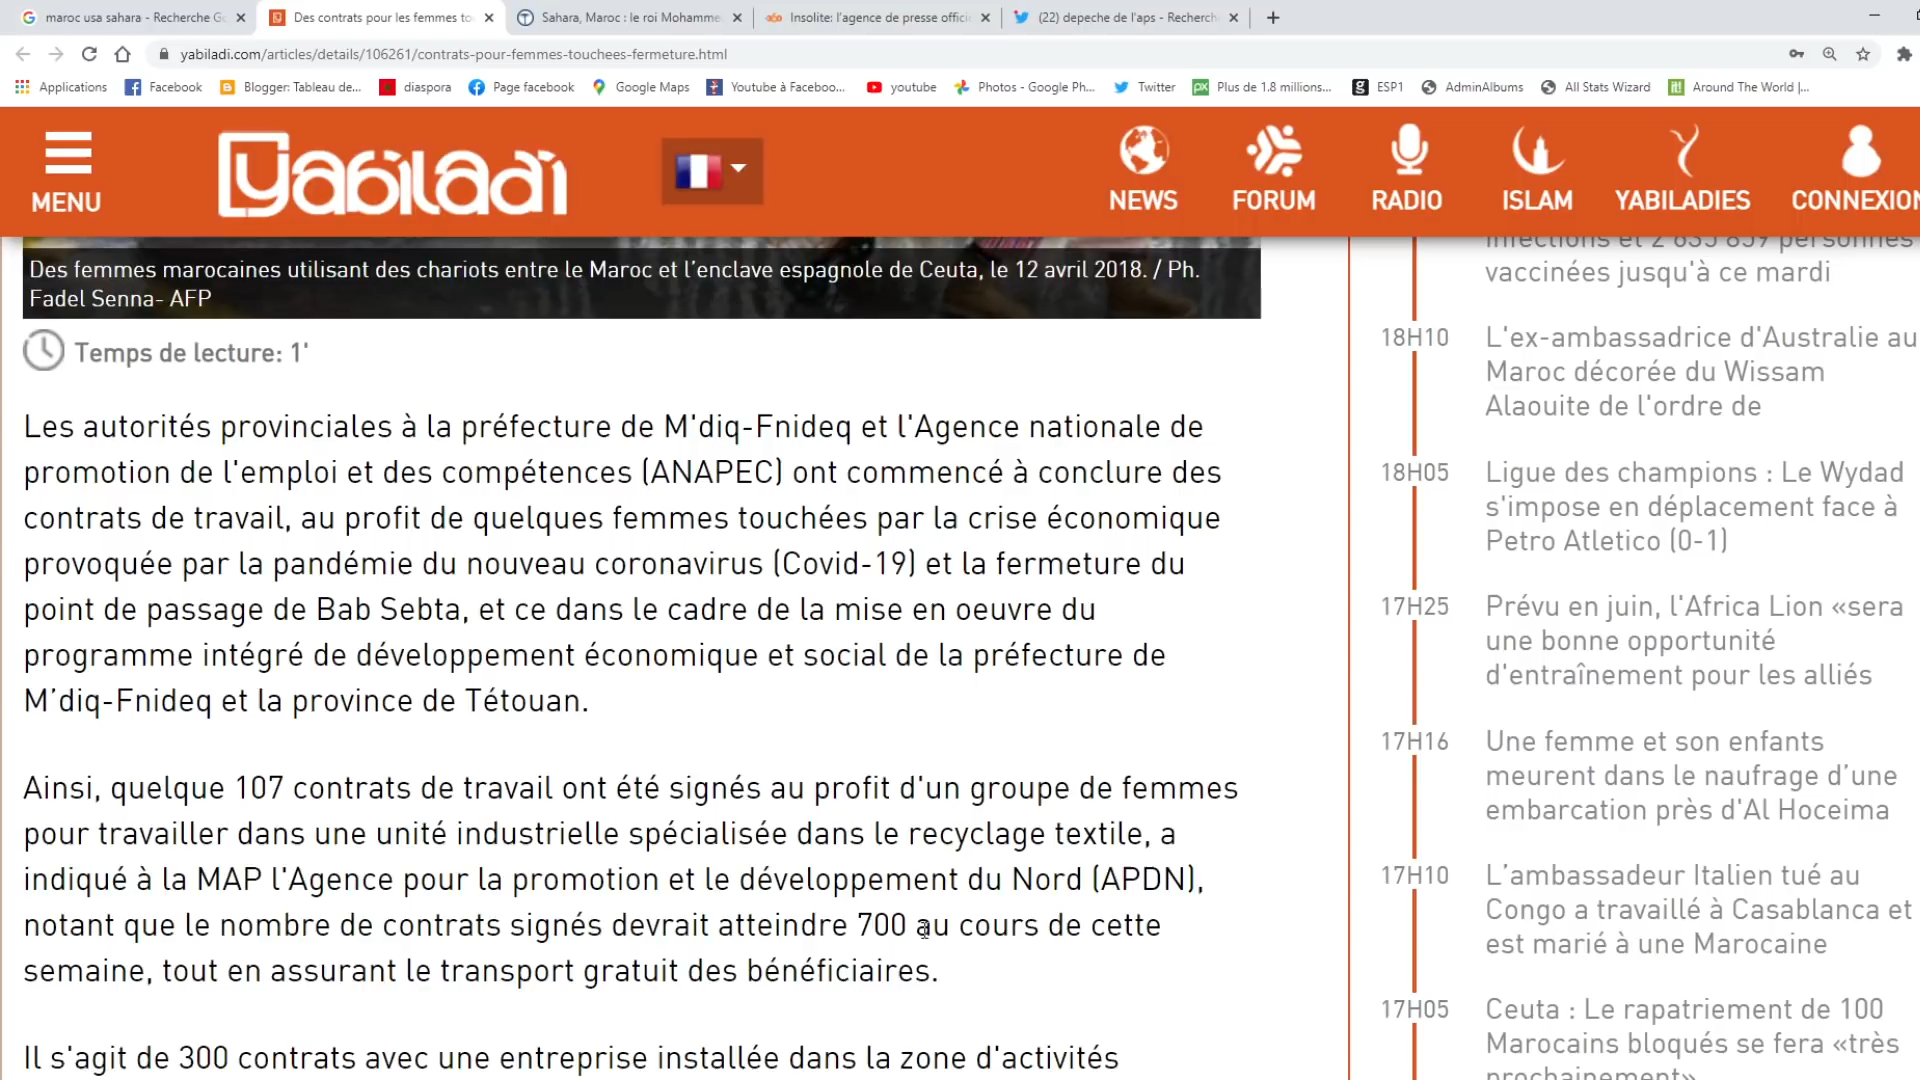 maroc usa sahara - Recherche G
Des contrats pour les femmes to
Sahara, Maroc : le roi Mohamme
Insolite: l'agence de presse offici
(22) depeche de l'aps - Recherch
yabiladi.com/articles/details/106261/contrats-pour-femmes-touchees-fermeture.html
Applications
Facebook
Blogger: Tableau de...
diaspora
Page facebook
Google Maps
Youtube à Faceboo...
youtube
Photos - Google Ph...
Twitter
Plus de 1.8 millions...
ESP1
AdminAlbums
All Stats Wizard
Around The World |...
MENU
yabiladi
NEWS
FORUM
RADIO
ISLAM
YABILADIES
CONNEXION
Des femmes marocaines utilisant des chariots entre le Maroc et l’enclave espagnole de Ceuta, le 12 avril 2018. / Ph.
Fadel Senna- AFP
Temps de lecture: 1'
Les autorités provinciales à la préfecture de M'diq-Fnideq et l'Agence nationale de
promotion de l'emploi et des compétences (ANAPEC) ont commencé à conclure des
contrats de travail, au profit de quelques femmes touchées par la crise économique
provoquée par la pandémie du nouveau coronavirus (Covid-19) et la fermeture du
point de passage de Bab Sebta, et ce dans le cadre de la mise en oeuvre du
programme intégré de développement économique et social de la préfecture de
M’diq-Fnideq et la province de Tétouan.
Ainsi, quelque 107 contrats de travail ont été signés au profit d'un groupe de femmes
pour travailler dans une unité industrielle spécialisée dans le recyclage textile, a
indiqué à la MAP l'Agence pour la promotion et le développement du Nord (APDN),
notant que le nombre de contrats signés devrait atteindre 700 au cours de cette
semaine, tout en assurant le transport gratuit des bénéficiaires.
Il s'agit de 300 contrats avec une entreprise installée dans la zone d'activités
infections et 2 635 859 personnes
vaccinées jusqu'à ce mardi
18H10
L'ex-ambassadrice d'Australie au
Maroc décorée du Wissam
Alaouite de l'ordre de
18H05
Ligue des champions : Le Wydad
s'impose en déplacement face à
Petro Atletico (0-1)
17H25
Prévu en juin, l'Africa Lion «sera
une bonne opportunité
d'entraînement pour les alliés
17H16
Une femme et son enfants
meurent dans le naufrage d’une
embarcation près d'Al Hoceima
17H10
L’ambassadeur Italien tué au
Congo a travaillé à Casablanca et
est marié à une Marocaine
17H05
Ceuta : Le rapatriement de 100
Marocains bloqués se fera «très
prochainement»